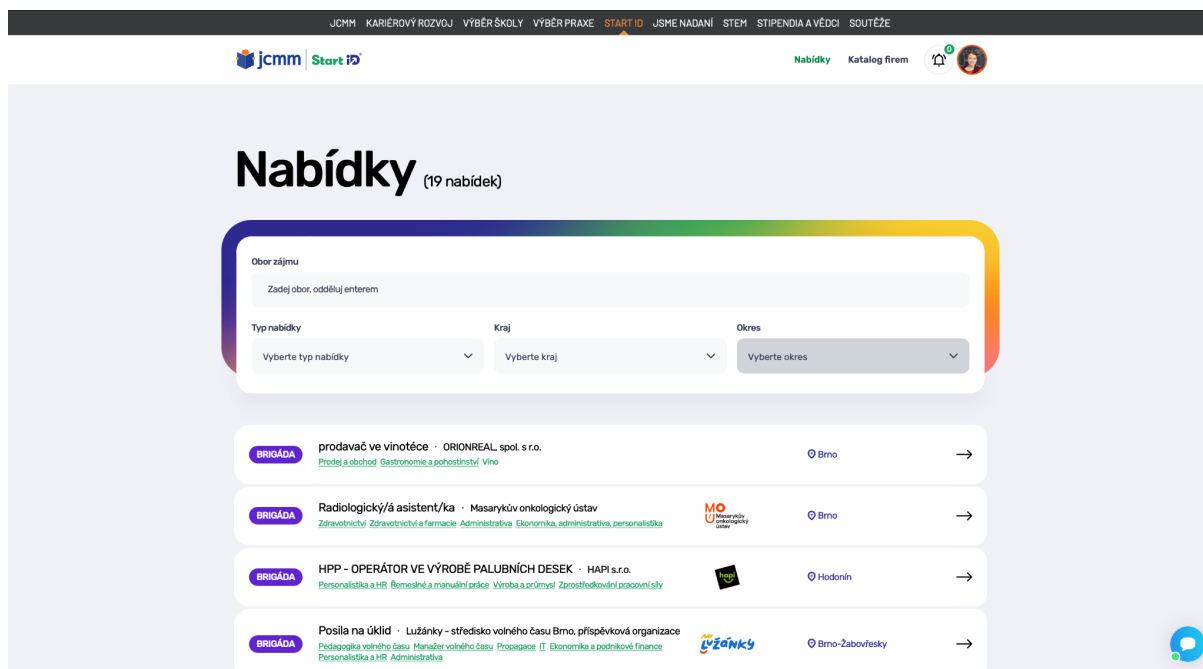 JCMM KARIÉROVÝ ROZVOJ VÝBĚR ŠKOLY VÝBĚR PRAXE START ID JSME NADANÍ STEM STIPENDIA A VĚDCI SOUTĚŽE
jcmm Start iD Nabídky Katalog firem 0
Nabídky (19 nabídek)
Obor zájmu
Zadej obor, odděluj enterem
Typ nabídky Kraj Okres
Vyberte typ nabídky Vyberte kraj Vyberte okres
BRIGÁDA prodavač ve vinotéce · ORIONREAL, spol. s r.o. Brno
Prodej a obchod Gastronomie a pohostinství Víno
BRIGÁDA Radiologický/á asistent/ka · Masarykův onkologický ústav MOU Masarykův onkologický ústav Brno
Zdravotnictví Zdravotnictví a farmacie Administrativa Ekonomika, administrativa, personalistika
BRIGÁDA HPP - OPERÁTOR VE VÝROBĚ PALUBNÍCH DESEK · HAPI s.r.o. hapi Hodonín
Personalistika a HR Řemeslné a manuální práce Výroba a průmysl Zprostředkování pracovní síly
BRIGÁDA Posila na úklid · Lužánky - středisko volného času Brno, příspěvková organizace lužánky Brno-Žabovřesky
Pedagogika volného času Manažer volného času Propagace IT Ekonomika a podnikové finance
Personalistika a HR Administrativa